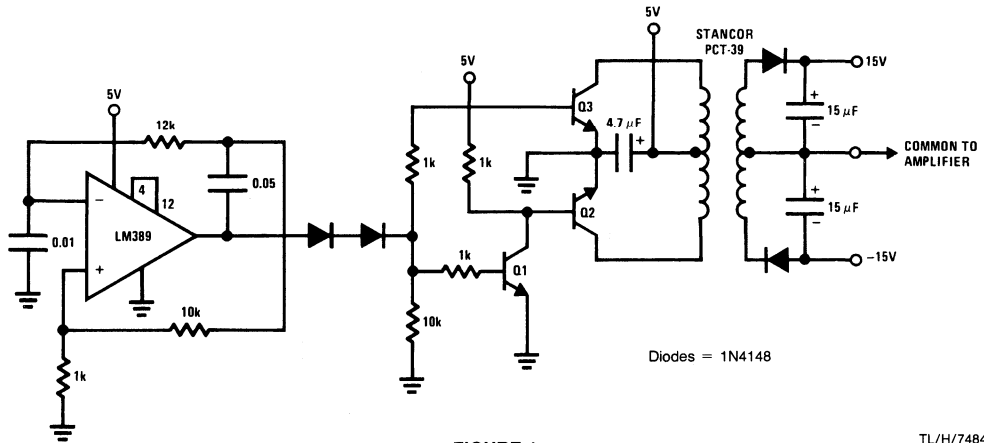 5V
12k
4
12
0.05
−
LM389
+
0.01
10k
1k
5V
1k
1k
1k
10k
Q1
Q3
Q2
4.7 μF
+
5V
STANCOR
PCT-39
15V
+
15 μF
−
COMMON TO
AMPLIFIER
+
15 μF
−
−15V
Diodes = 1N4148
TL/H/7484